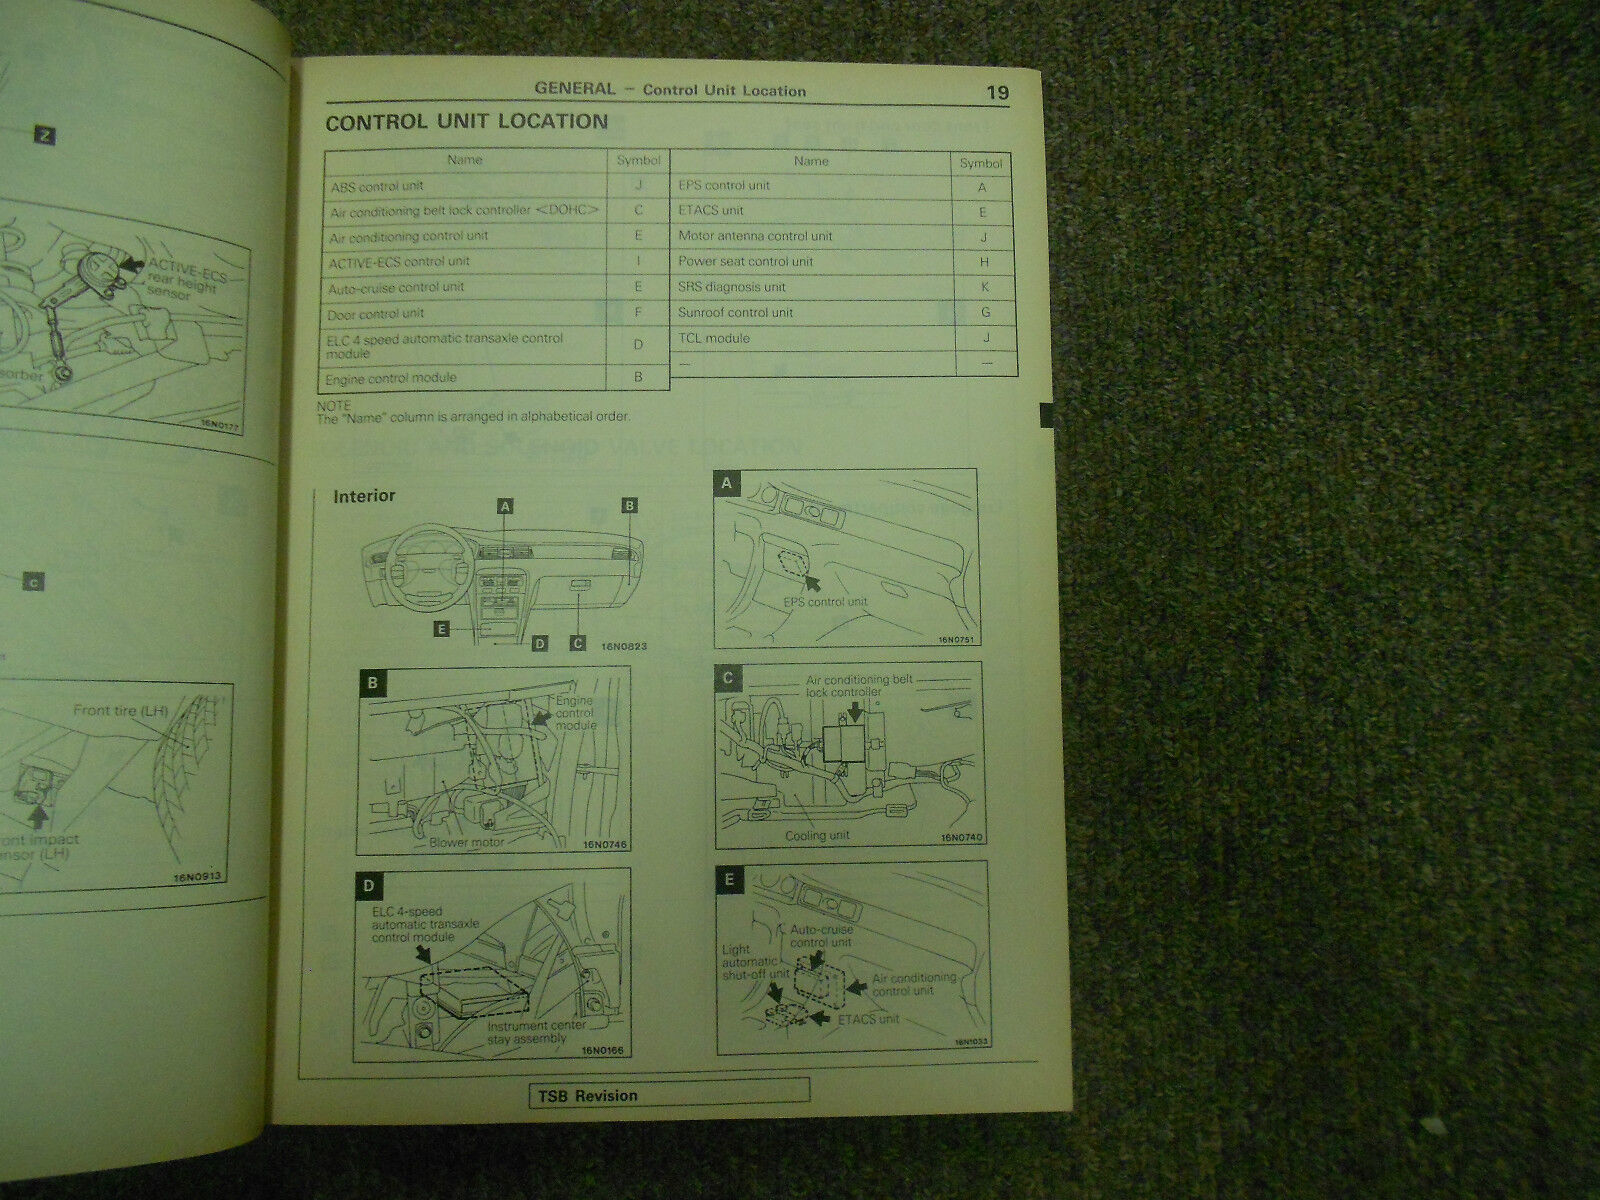 Z
ACTIVE-ECS
rear height
sensor
sorber
16N0177
C
Front tire (LH)
ront impact
ensor (LH)
16N0913
GENERAL – Control Unit Location
19
CONTROL UNIT LOCATION
Name Symbol Name Symbol
ABS control unit J EPS control unit A
Air conditioning belt lock controller <DOHC> C ETACS unit E
Air conditioning control unit E Motor antenna control unit J
ACTIVE-ECS control unit I Power seat control unit H
Auto-cruise control unit E SRS diagnosis unit K
Door control unit F Sunroof control unit G
ELC 4 speed automatic transaxle control
module D TCL module J
Engine control module B — —
NOTE
The "Name" column is arranged in alphabetical order.
Interior
A
B
E
D
C
16N0823
A
EPS control unit
16N0751
B
Engine
control
module
Blower motor
16N0746
C
Air conditioning belt
lock controller
Cooling unit
16N0740
D
ELC 4-speed
automatic transaxle
control module
Instrument center
stay assembly
16N0166
E
Auto-cruise
control unit
Light
automatic
shut-off unit
Air conditioning
control unit
ETACS unit
16N1033
TSB Revision